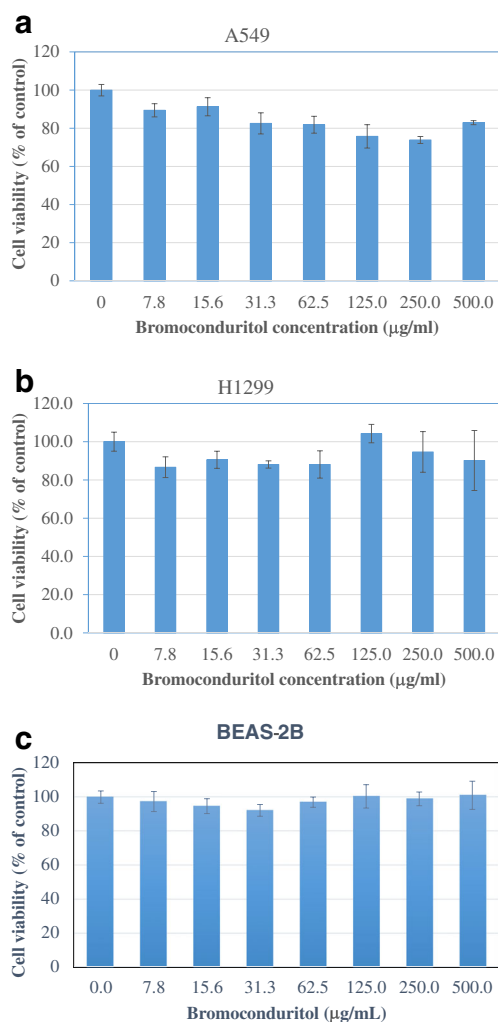 a
A549
120
100
80
60
40
20
0
Cell viability (% of control)
0 7.8 15.6 31.3 62.5 125.0 250.0 500.0
Bromoconduritol concentration (µg/ml)
b
H1299
120.0
100.0
80.0
60.0
40.0
20.0
0.0
Cell viability (% of control)
0 7.8 15.6 31.3 62.5 125.0 250.0 500.0
Bromoconduritol concentration (µg/ml)
c
BEAS-2B
120
100
80
60
40
20
0
Cell viability (% of control)
0.0 7.8 15.6 31.3 62.5 125.0 250.0 500.0
Bromoconduritol (µg/mL)